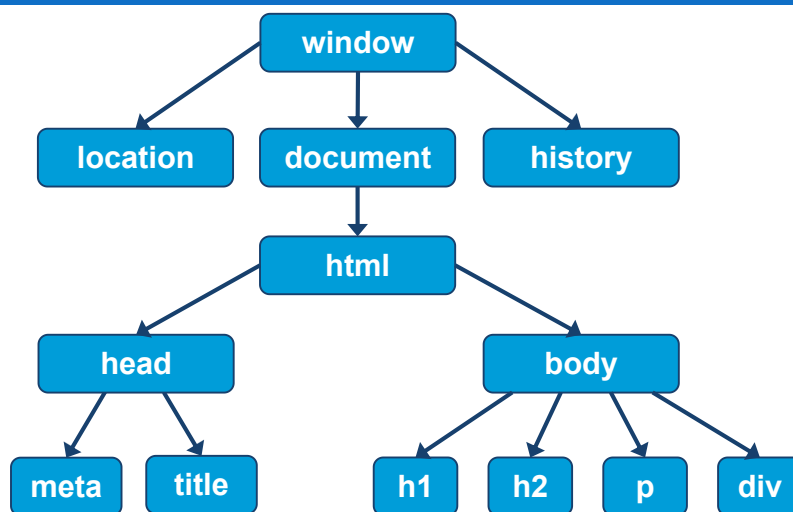 window
location
document
history
html
head
body
meta
title
h1
h2
p
div